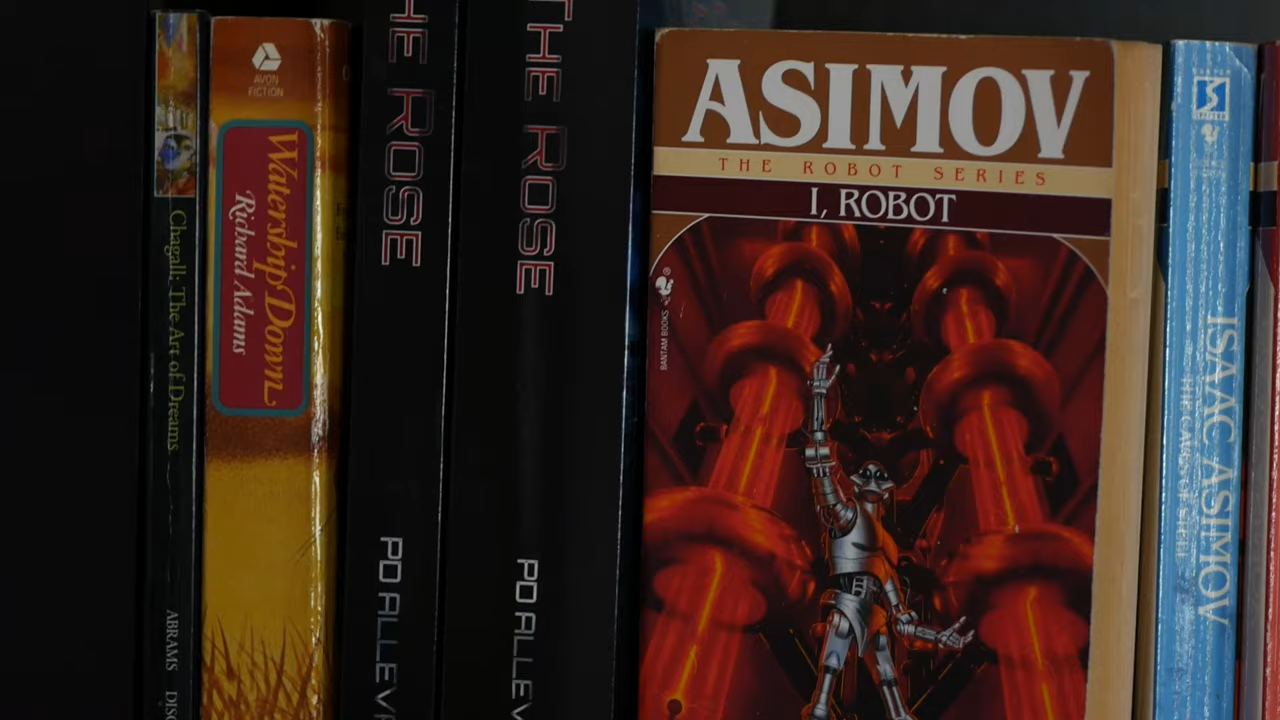 Chagall: The Art of Dreams
ABRAMS
AVON
FICTION
Watership Down
Richard Adams
THE ROSE
PD ALLEV
THE ROSE
PD ALLEV
ASIMOV
THE ROBOT SERIES
I, ROBOT
BANTAM BOOKS
ISAAC ASIMOV
THE CAVES OF STEEL